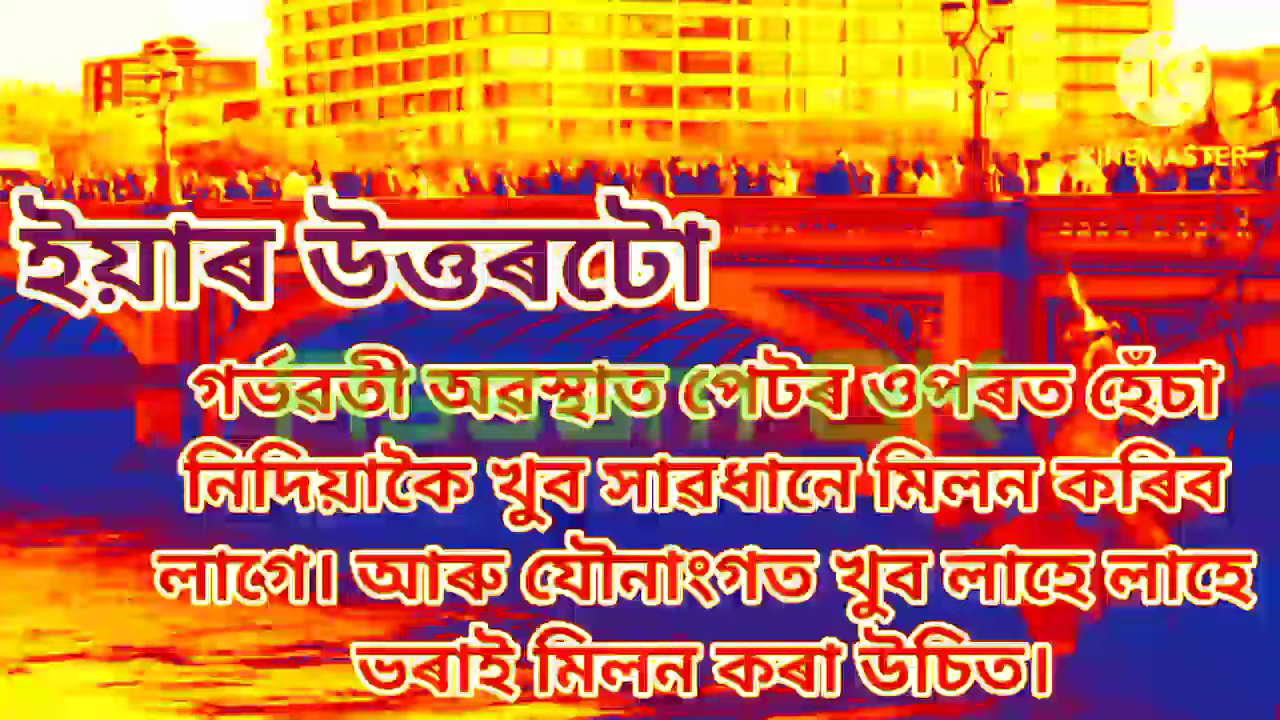 KINEMASTER
ইয়াৰ উত্তৰটো
গৰ্ভৱতী অৱস্থাত পেটৰ ওপৰত হেঁচা
নিদিয়াকৈ খুব সাৱধানে মিলন কৰিব
লাগে। আৰু যৌনাংগত খুব লাহে লাহে
ভৰাই মিলন কৰা উচিত।